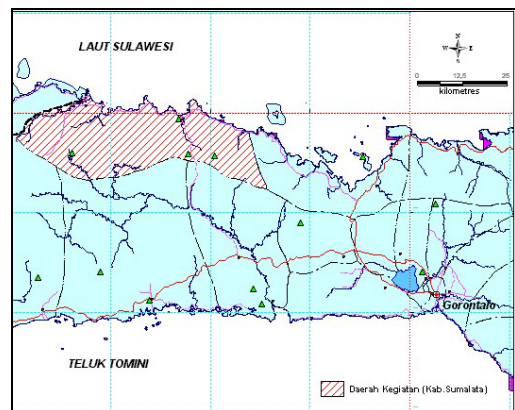 LAUT SULAWESI
N
W
E
S
0
12,5
25
kilometres
Gorontalo
TELUK TOMINI
Daerah Kegiatan (Kab.Sumalata)